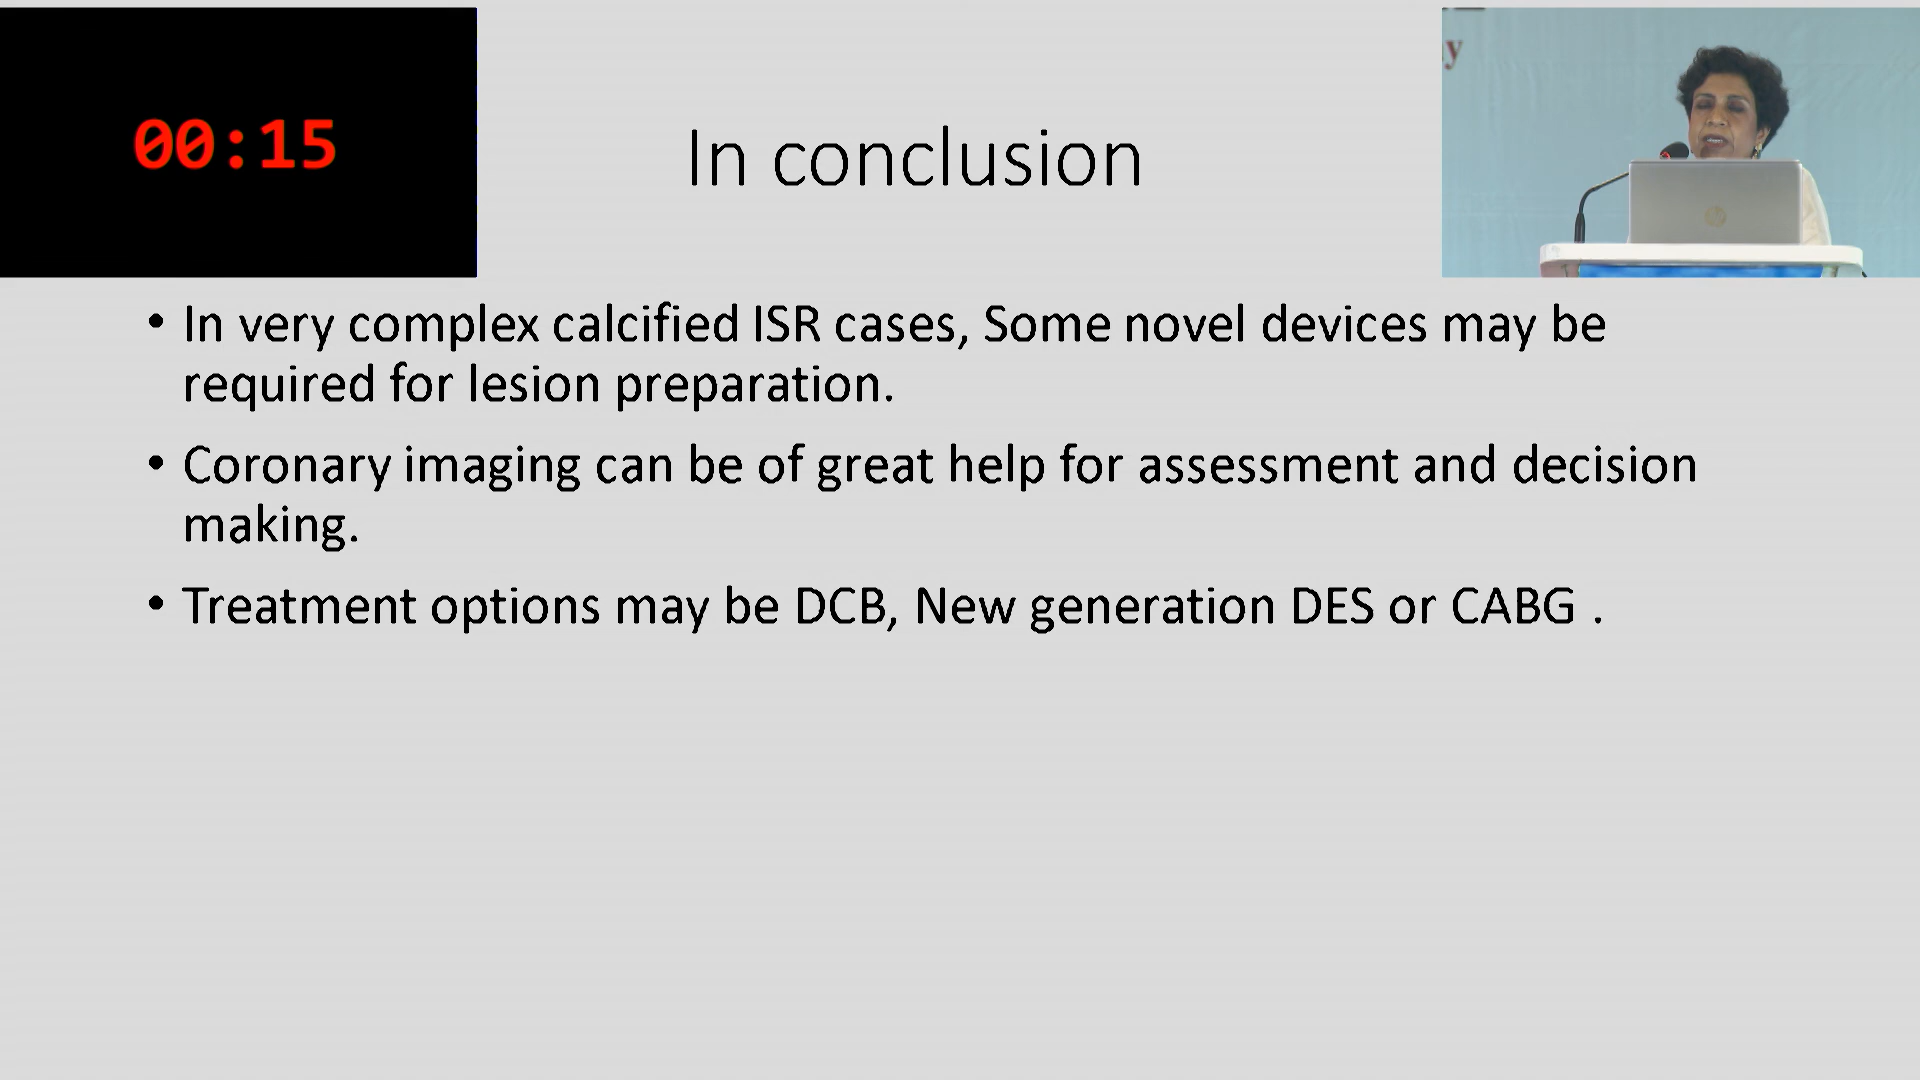 00:15
In conclusion
y
• In very complex calcified ISR cases, Some novel devices may be
required for lesion preparation.
• Coronary imaging can be of great help for assessment and decision
making.
• Treatment options may be DCB, New generation DES or CABG .